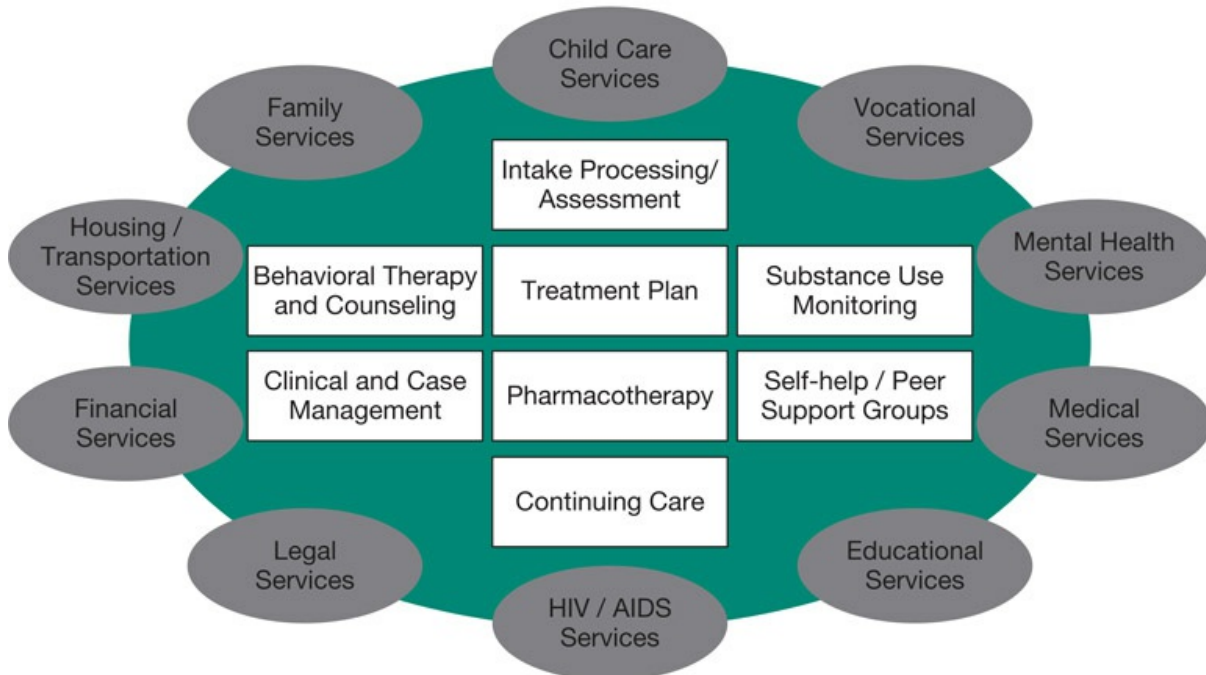 Child Care
Services
Family
Services
Vocational
Services
Intake Processing/
Assessment
Housing /
Transportation
Services
Mental Health
Services
Behavioral Therapy
and Counseling
Treatment Plan
Substance Use
Monitoring
Clinical and Case
Management
Pharmacotherapy
Self-help / Peer
Support Groups
Financial
Services
Medical
Services
Continuing Care
Legal
Services
Educational
Services
HIV / AIDS
Services